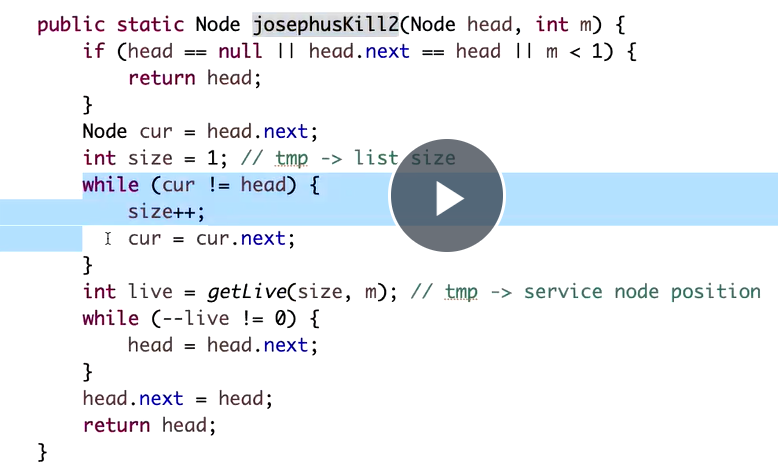 public static Node josephusKill2(Node head, int m) {
if (head == null || head.next == head || m < 1) {
return head;
}
Node cur = head.next;
int size = 1; // tmp -> list size
while (cur != head) {
size++;
cur = cur.next;
}
int live = getLive(size, m); // tmp -> service node position
while (--live != 0) {
head = head.next;
}
head.next = head;
return head;
}